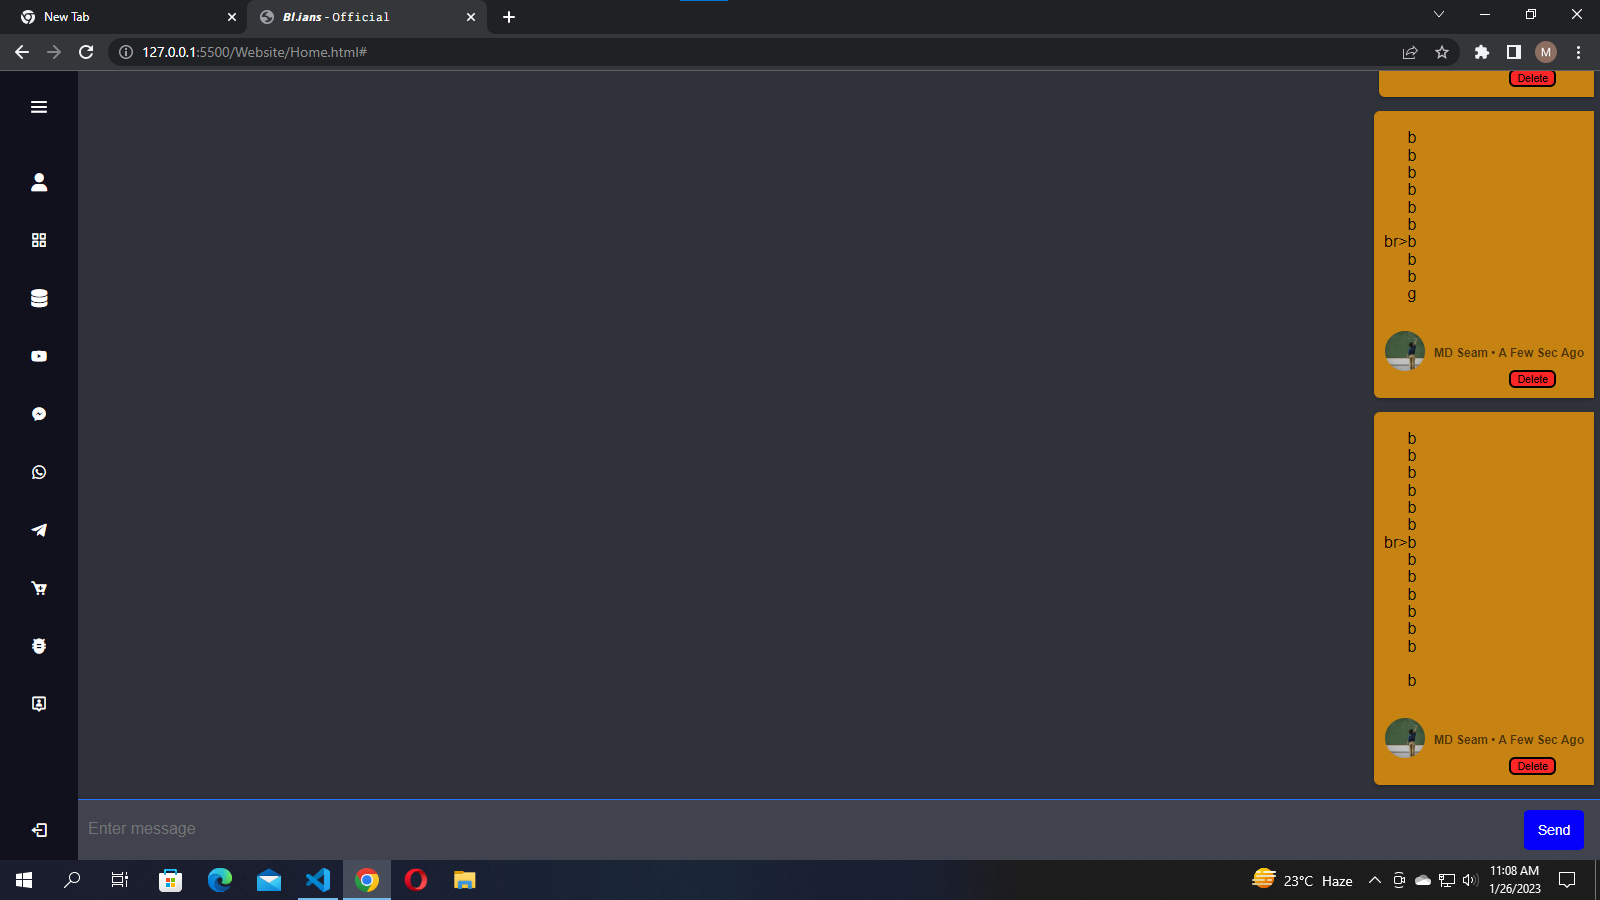 New Tab
Bl.ians - Official
127.0.0.1:5500/Website/Home.html#
M
Delete
b
b
b
b
b
b
br>b
b
b
g
MD Seam • A Few Sec Ago
Delete
b
b
b
b
b
b
br>b
b
b
b
b
b
b
b
MD Seam • A Few Sec Ago
Delete
Enter message
Send
23°C Haze
11:08 AM
1/26/2023